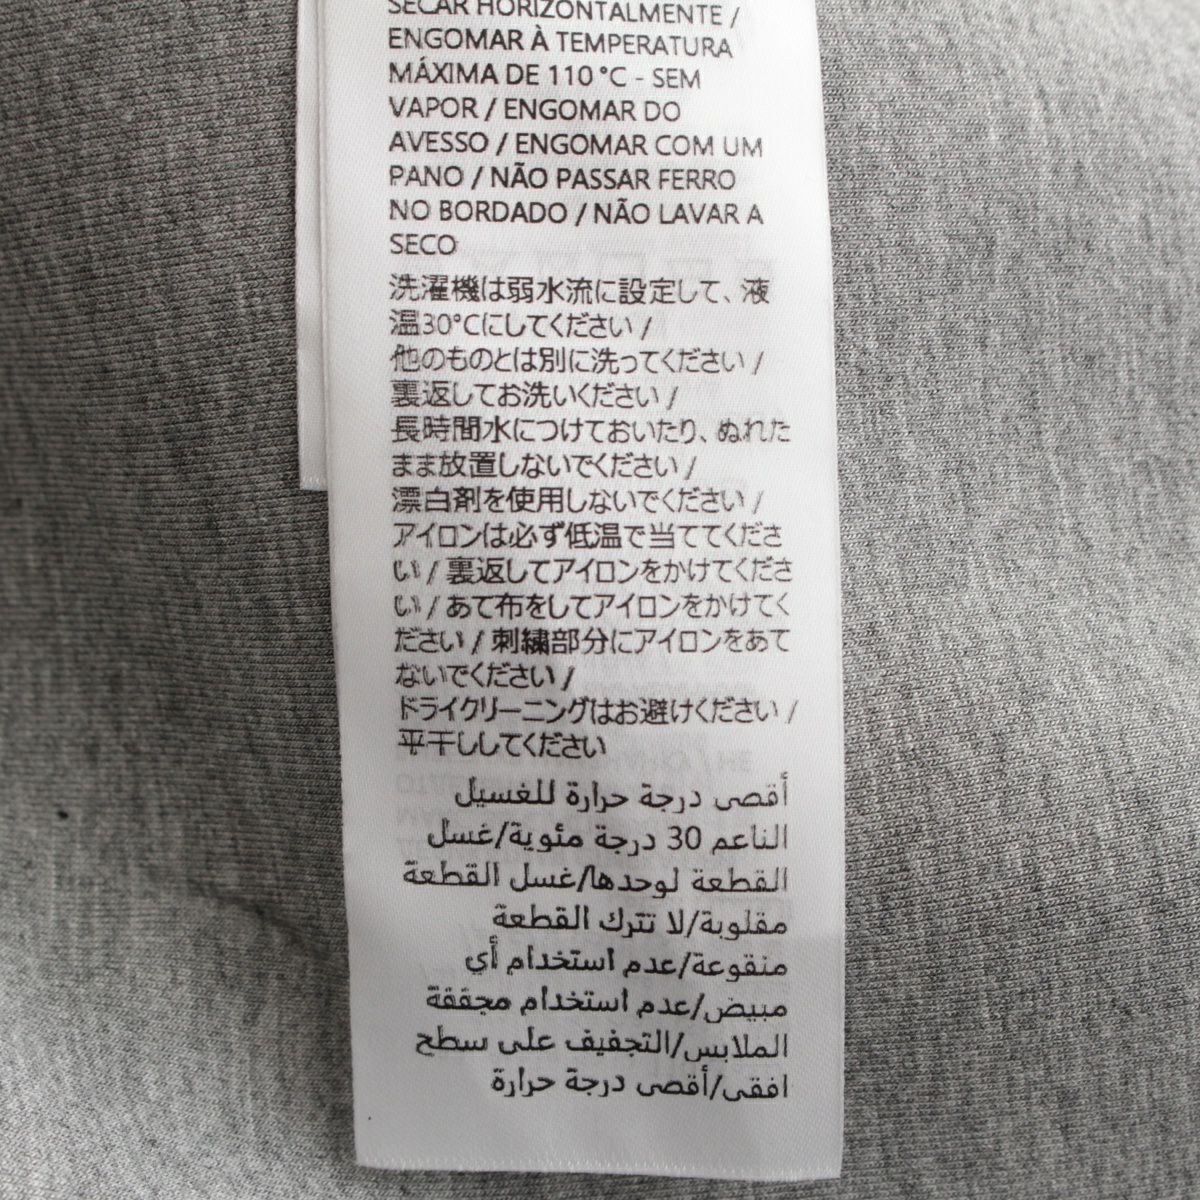 SECAR HORIZONTALMENTE /
ENGOMAR À TEMPERATURA
MÁXIMA DE 110 °C - SEM
VAPOR / ENGOMAR DO
AVESSO / ENGOMAR COM UM
PANO / NÃO PASSAR FERRO
NO BORDADO / NÃO LAVAR A
SECO
洗濯機は弱水流に設定して、液
温30°Cにしてください /
他のものとは別に洗ってください /
裏返してお洗いください /
長時間水につけておいたり、ぬれた
まま放置しないでください /
漂白剤を使用しないでください /
アイロンは必ず低温で当ててくださ
い / 裏返してアイロンをかけてくださ
い / あて布をしてアイロンをかけてく
ださい / 刺繍部分にアイロンをあて
ないでください /
ドライクリーニングはお避けください /
平干ししてください
أقصى درجة حرارة للغسيل
الناعم 30 درجة مئوية/غسل
القطعة لوحدها/غسل القطعة
مقلوبة/لا تترك القطعة
منقوعة/عدم استخدام أي
مبيض/عدم استخدام مجففة
الملابس/التجفيف على سطح
افقى/أقصى درجة حرارة